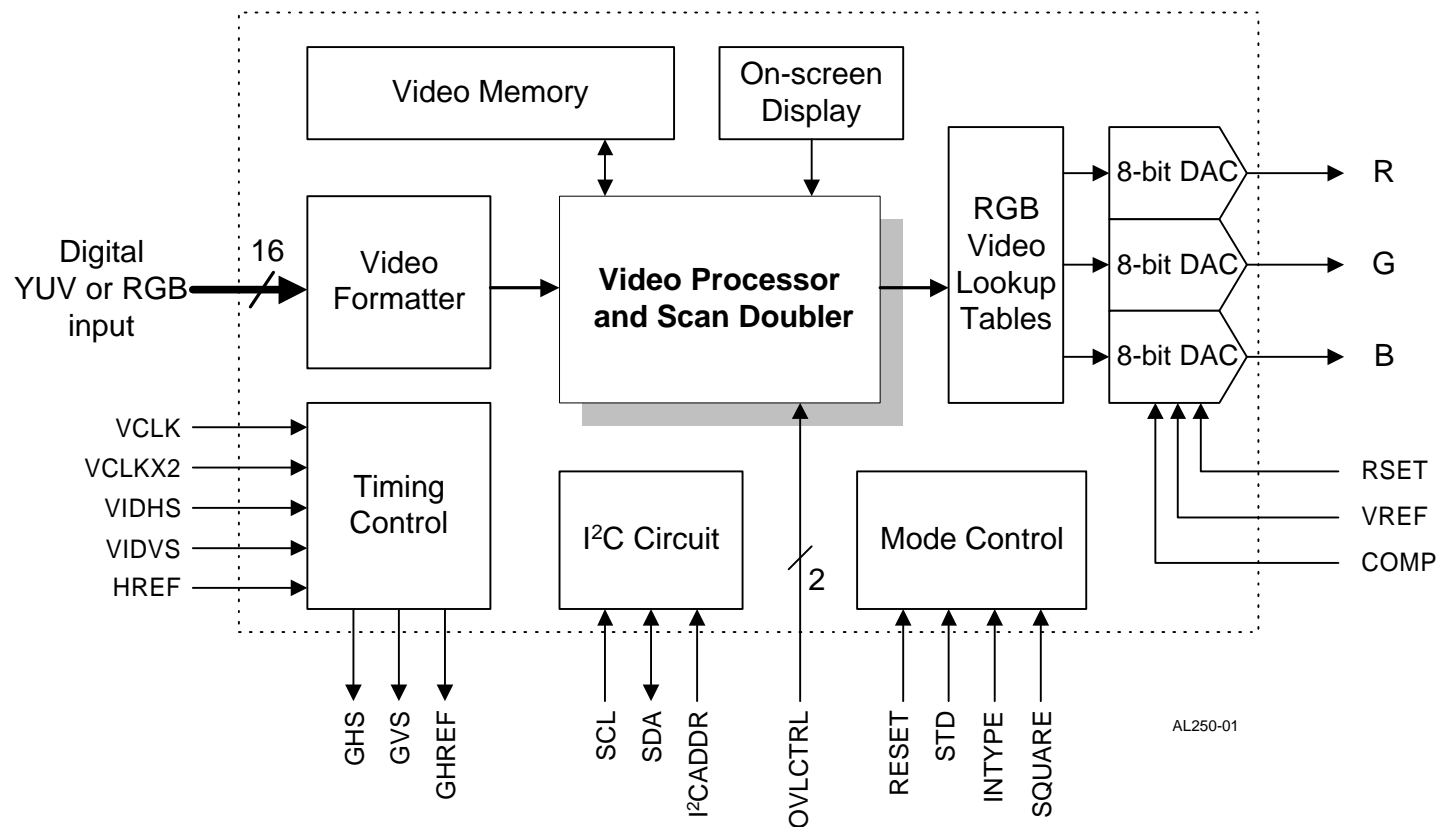 Video Memory
On-screen
Display
8-bit DAC
R
RGB
Video
Lookup
Tables
Digital
YUV or RGB
input
16
Video
Formatter
Video Processor
and Scan Doubler
8-bit DAC
G
8-bit DAC
B
VCLK
VCLKX2
VIDHS
VIDVS
HREF
Timing
Control
I²C Circuit
2
Mode Control
RSET
VREF
COMP
GHS
GVS
GHREF
SCL
SDA
I²CADDR
OVLCTRL
RESET
STD
INTYPE
SQUARE
AL250-01